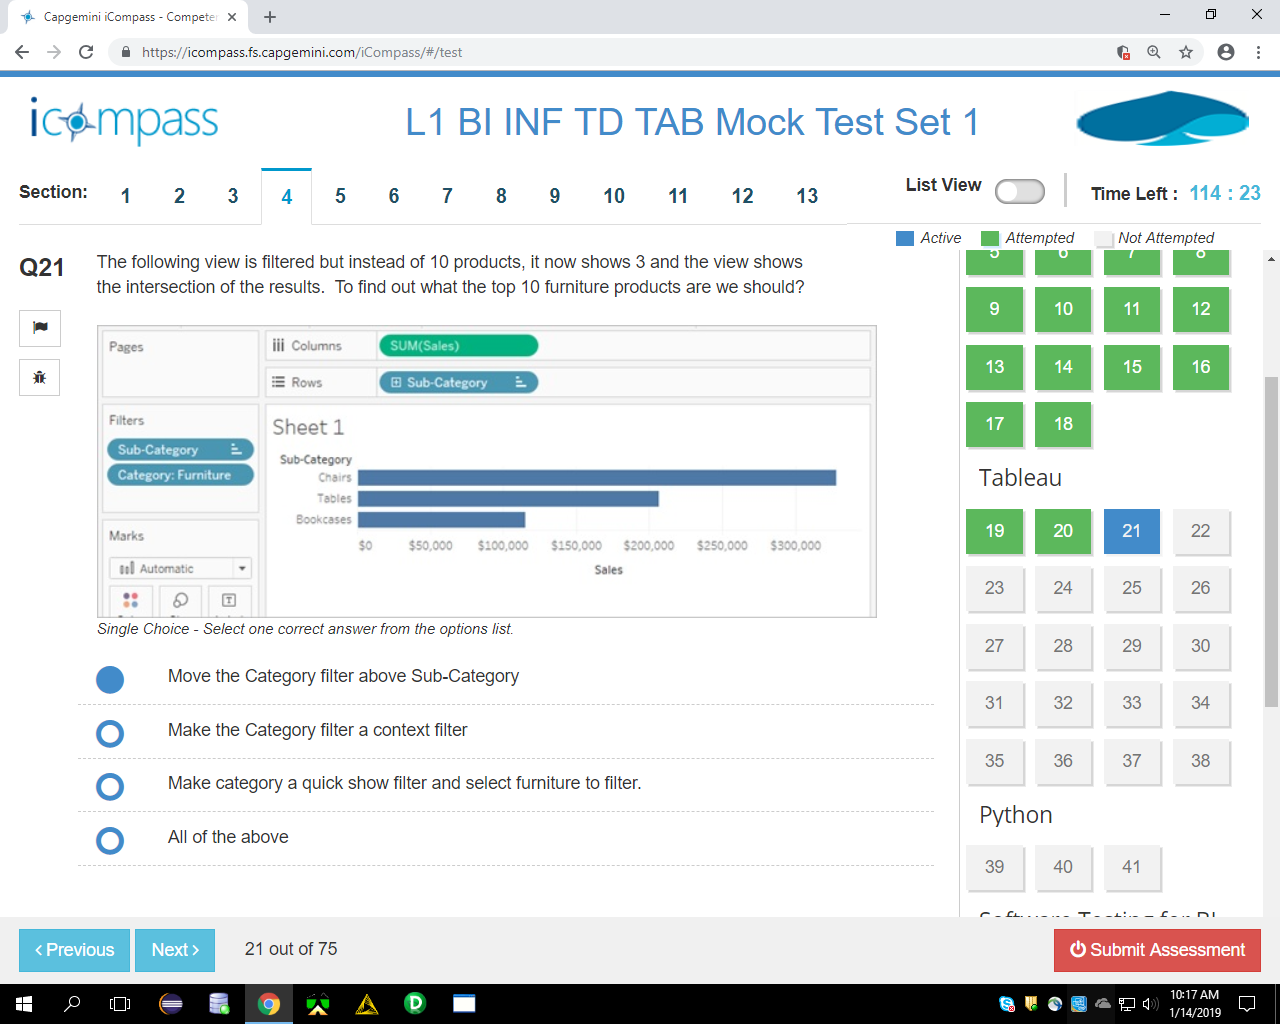 Capgemini iCompass - Compete
https://icompass.fs.capgemini.com/iCompass/#/test
icompass
L1 BI INF TD TAB Mock Test Set 1
Section: 1 2 3 4 5 6 7 8 9 10 11 12 13
List View
Time Left : 114 : 23
Active Attempted Not Attempted
Q21
The following view is filtered but instead of 10 products, it now shows 3 and the view shows
the intersection of the results. To find out what the top 10 furniture products are we should?
Pages
Columns SUM(Sales)
Rows Sub-Category
Filters
Sub-Category
Category: Furniture
Marks
Automatic
Sheet 1
Sub-Category
Chairs
Tables
Bookcases
$0 $50,000 $100,000 $150,000 $200,000 $250,000 $300,000
Sales
Single Choice - Select one correct answer from the options list.
Move the Category filter above Sub-Category
Make the Category filter a context filter
Make category a quick show filter and select furniture to filter.
All of the above
5 6 7 8
9 10 11 12
13 14 15 16
17 18
Tableau
19 20 21 22
23 24 25 26
27 28 29 30
31 32 33 34
35 36 37 38
Python
39 40 41
Software Testing for BI
Previous
Next
21 out of 75
Submit Assessment
10:17 AM
1/14/2019